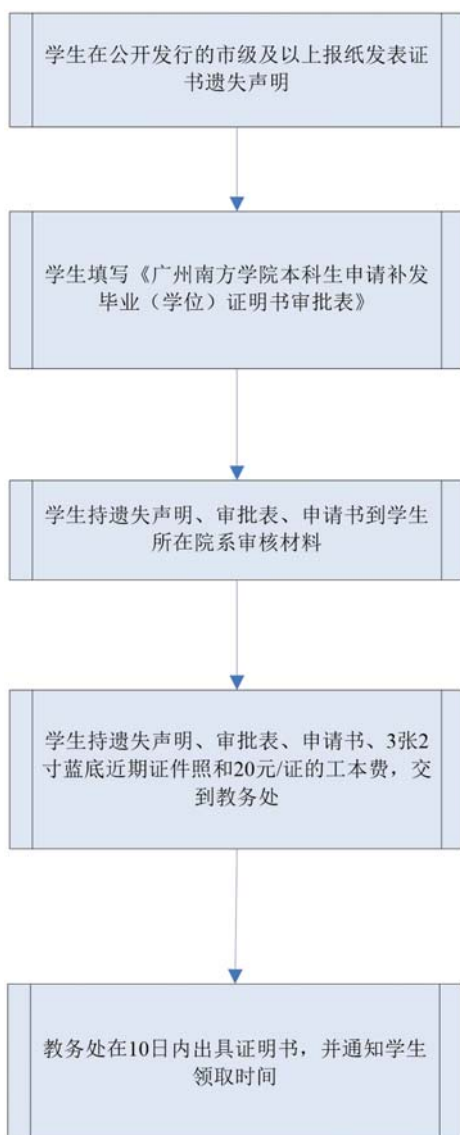 学生在公开发行的市级及以上报纸发表证
书遗失声明
学生填写《广州南方学院本科生申请补发
毕业（学位）证明书审批表》
学生持遗失声明、审批表、申请书到学生
所在院系审核材料
学生持遗失声明、审批表、申请书、3张2
寸蓝底近期证件照和20元/证的工本费，交
到教务处
教务处在10日内出具证明书，并通知学生
领取时间